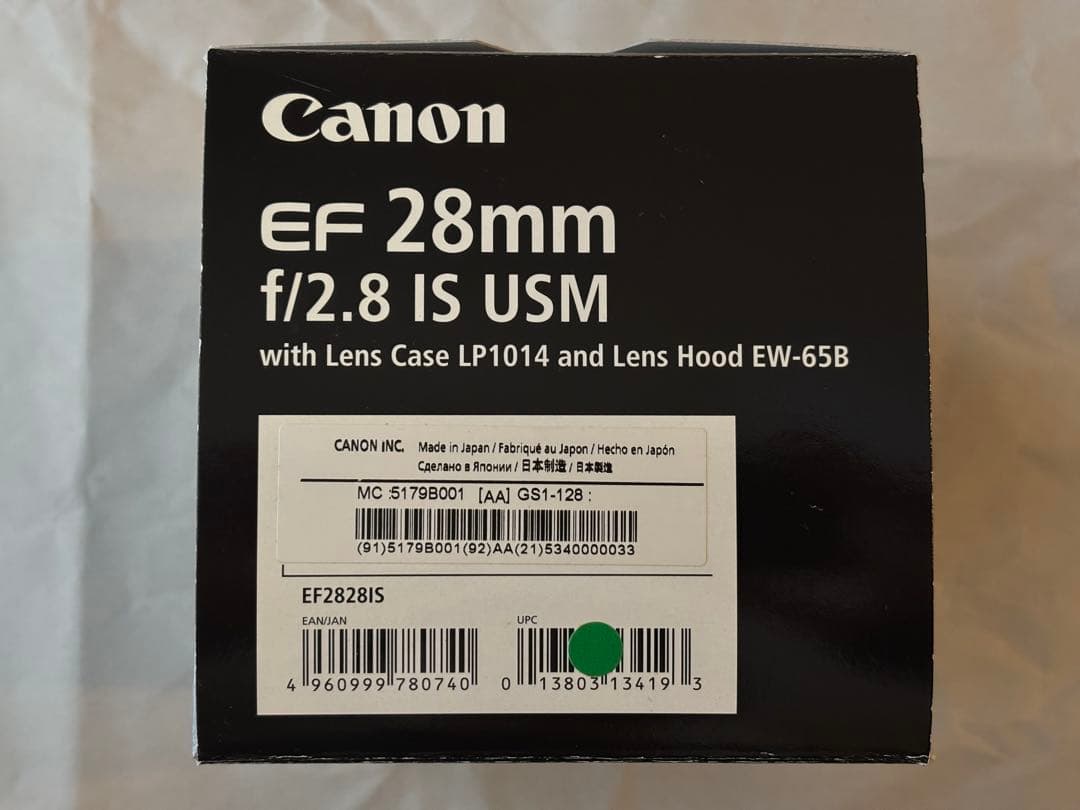 Canon
EF 28mm
f/2.8 IS USM
with Lens Case LP1014 and Lens Hood EW-65B
CANON INC. Made in Japan / Fabriqué au Japon / Hecho en Japón
Сделано в Японии / 日本制造 / 日本製造
MC :5179B001 [AA] GS1-128 :
(91)5179B001(92)AA(21)5340000033
EF2828IS
EAN/JAN UPC
4 960999 780740 0 13803 13419 3